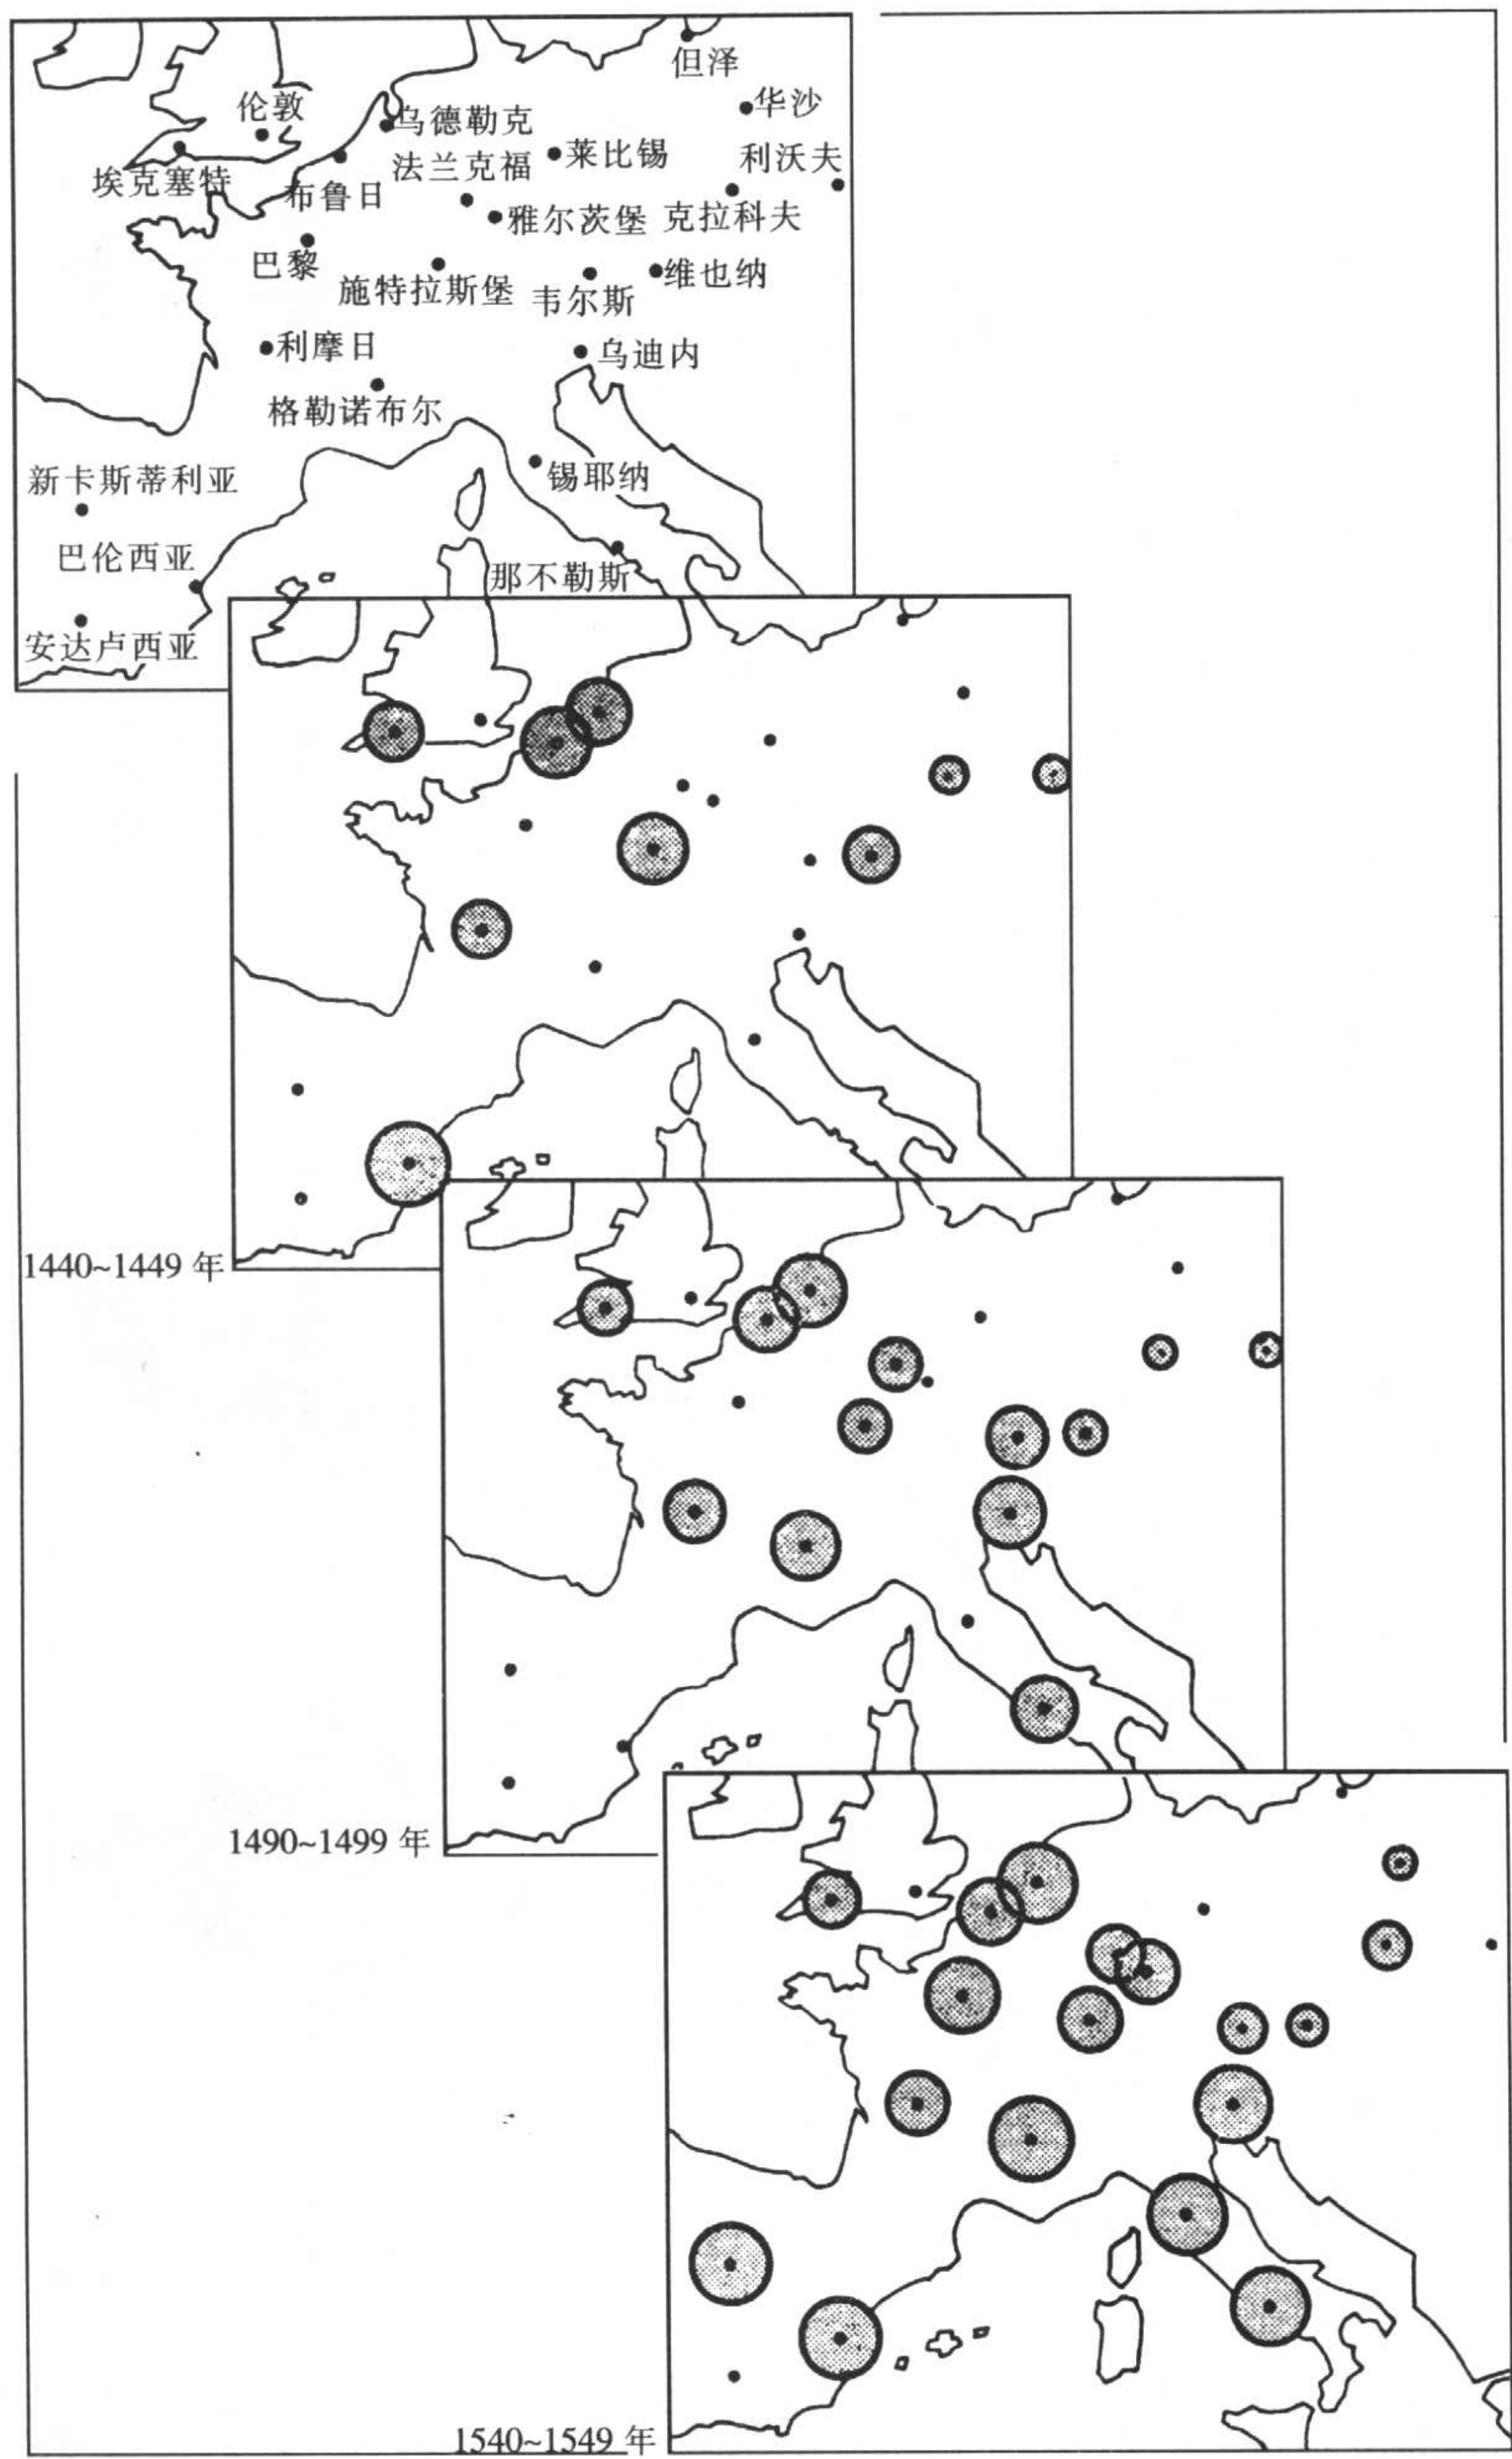 但泽
华沙
伦敦
乌德勒克
法兰克福
莱比锡
利沃夫
埃克塞特
布鲁日
雅尔茨堡
克拉科夫
巴黎
施特拉斯堡
韦尔斯
维也纳
利摩日
乌迪内
格勒诺布尔
新卡斯蒂利亚
锡耶纳
巴伦西亚
那不勒斯
安达卢西亚
1440~1449 年
1490~1499 年
1540~1549 年